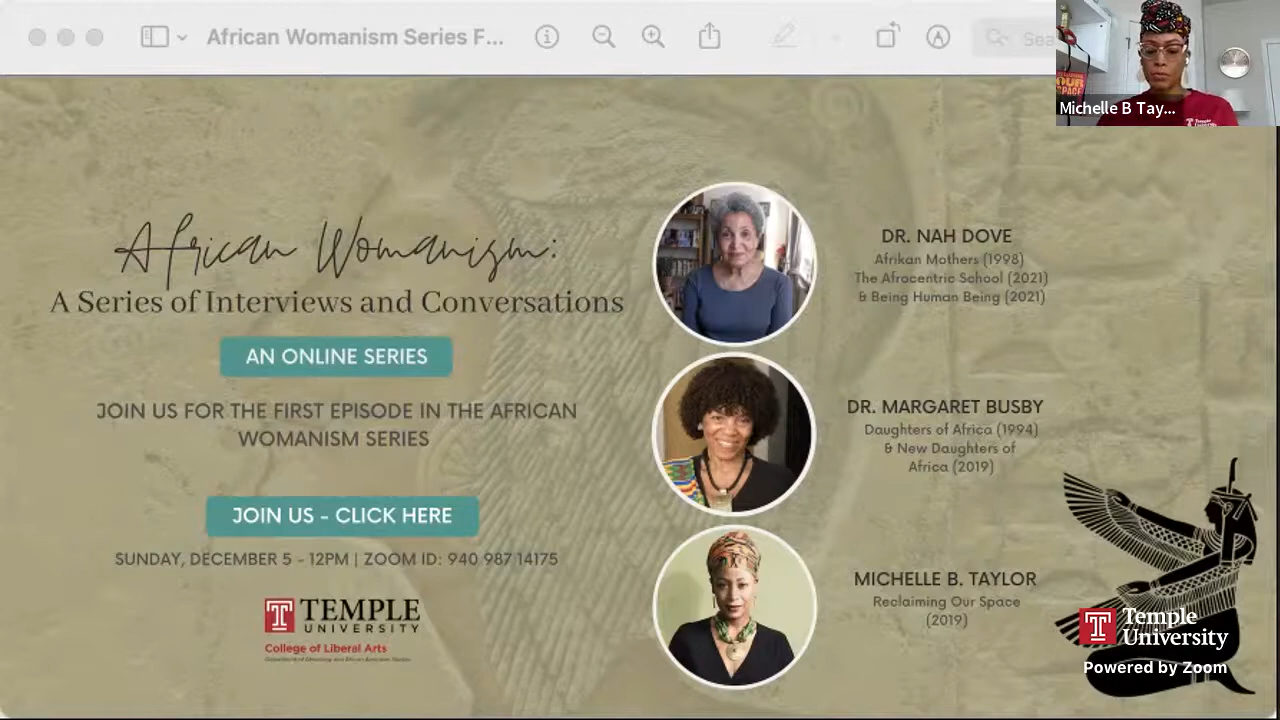 African Womanism Series F...
Sea
OUR
SPACE
Michelle B Tay...
Temple
African Womanism:
A Series of Interviews and Conversations
AN ONLINE SERIES
JOIN US FOR THE FIRST EPISODE IN THE AFRICAN
WOMANISM SERIES
JOIN US - CLICK HERE
SUNDAY, DECEMBER 5 - 12PM | ZOOM ID: 940 987 14175
TEMPLE
UNIVERSITY
College of Liberal Arts
DR. NAH DOVE
Afrikan Mothers (1998)
The Afrocentric School (2021)
& Being Human Being (2021)
DR. MARGARET BUSBY
Daughters of Africa (1994)
& New Daughters of
Africa (2019)
MICHELLE B. TAYLOR
Reclaiming Our Space
(2019)
Temple
University
Powered by Zoom